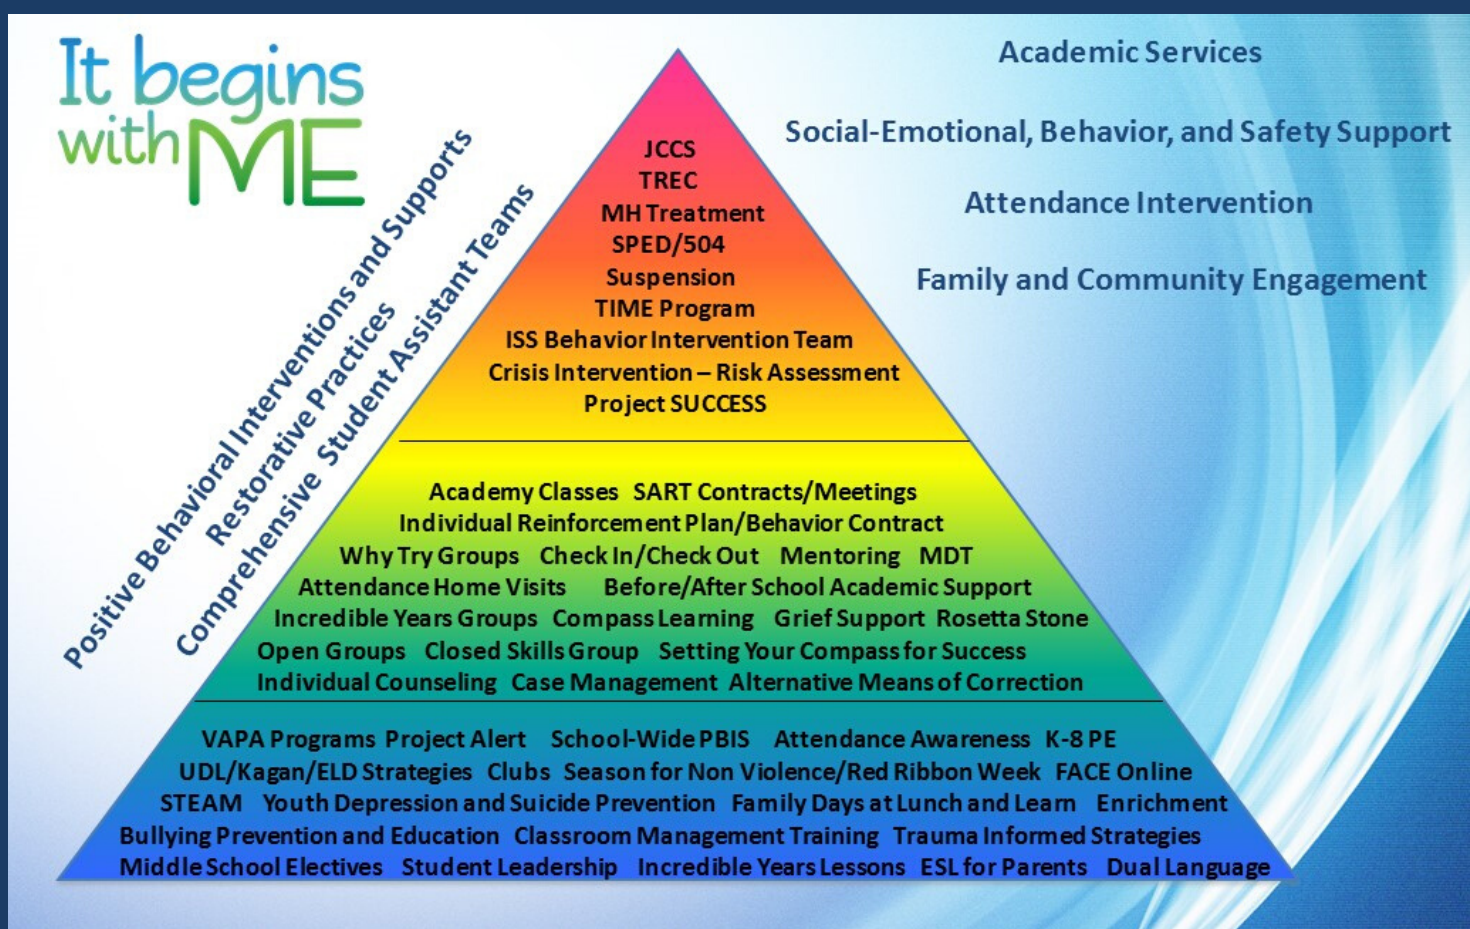 It begins
with ME
Positive Behavioral Interventions and Supports
Restorative Practices
Comprehensive Student Assistant Teams
Academic Services
Social-Emotional, Behavior, and Safety Support
Attendance Intervention
Family and Community Engagement
JCCS
TREC
MH Treatment
SPED/504
Suspension
TIME Program
ISS Behavior Intervention Team
Crisis Intervention – Risk Assessment
Project SUCCESS
Academy Classes SART Contracts/Meetings
Individual Reinforcement Plan/Behavior Contract
Why Try Groups Check In/Check Out Mentoring MDT
Attendance Home Visits Before/After School Academic Support
Incredible Years Groups Compass Learning Grief Support Rosetta Stone
Open Groups Closed Skills Group Setting Your Compass for Success
Individual Counseling Case Management Alternative Means of Correction
VAPA Programs Project Alert School-Wide PBIS Attendance Awareness K-8 PE
UDL/Kagan/ELD Strategies Clubs Season for Non Violence/Red Ribbon Week FACE Online
STEAM Youth Depression and Suicide Prevention Family Days at Lunch and Learn Enrichment
Bullying Prevention and Education Classroom Management Training Trauma Informed Strategies
Middle School Electives Student Leadership Incredible Years Lessons ESL for Parents Dual Language